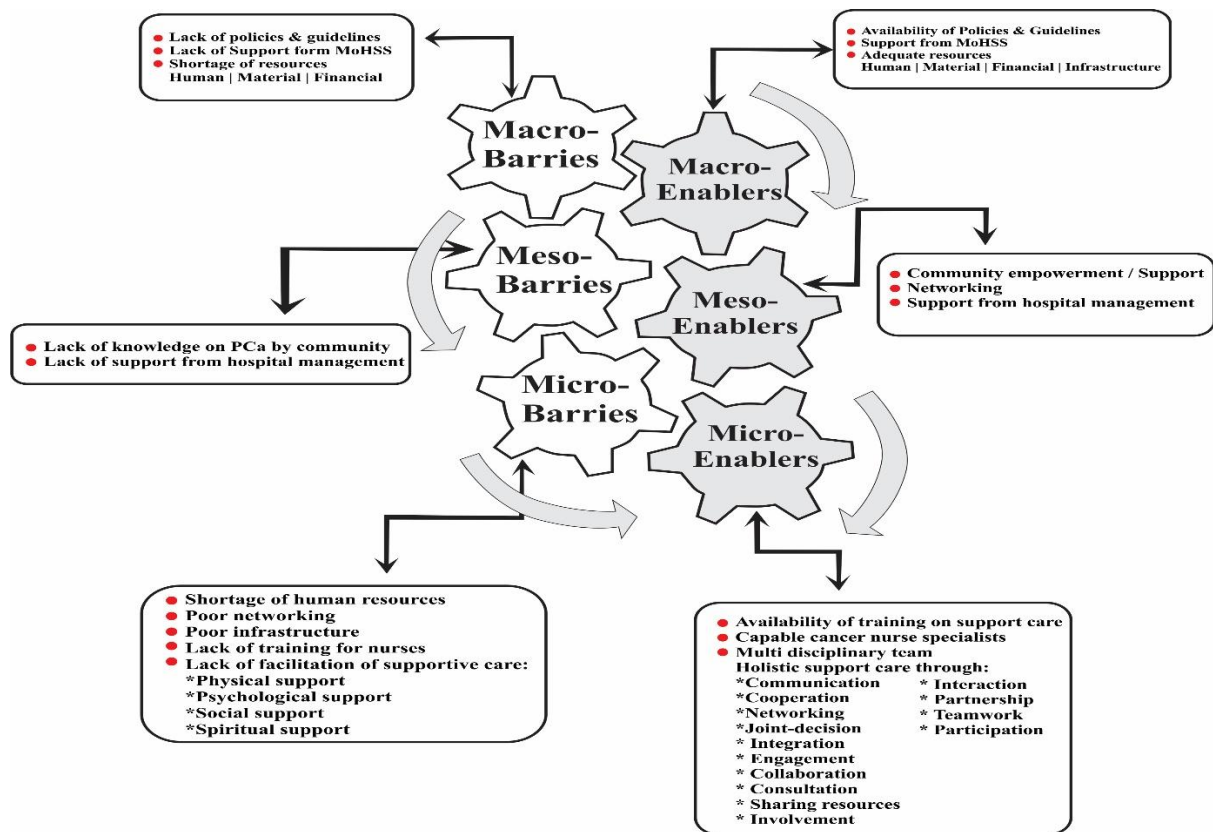 ● Lack of policies & guidelines
● Lack of Support form MoHSS
● Shortage of resources
Human | Material | Financial
● Availability of Policies & Guidelines
● Support from MoHSS
● Adequate resources
Human | Material | Financial | Infrastructure
Macro-
Barries
Macro-
Enablers
Meso-
Barries
Meso-
Enablers
● Community empowerment / Support
● Networking
● Support from hospital management
● Lack of knowledge on PCa by community
● Lack of support from hospital management
Micro-
Barries
Micro-
Enablers
● Shortage of human resources
● Poor networking
● Poor infrastructure
● Lack of training for nurses
● Lack of facilitation of supportive care:
*Physical support
*Psychological support
*Social support
*Spiritual support
● Availability of training on support care
● Capable cancer nurse specialists
● Multi disciplinary team
Holistic support care through:
*Communication
*Cooperation
*Networking
*Joint-decision
* Integration
* Engagement
* Collaboration
* Consultation
* Sharing resources
* Involvement
* Interaction
* Partnership
* Teamwork
* Participation